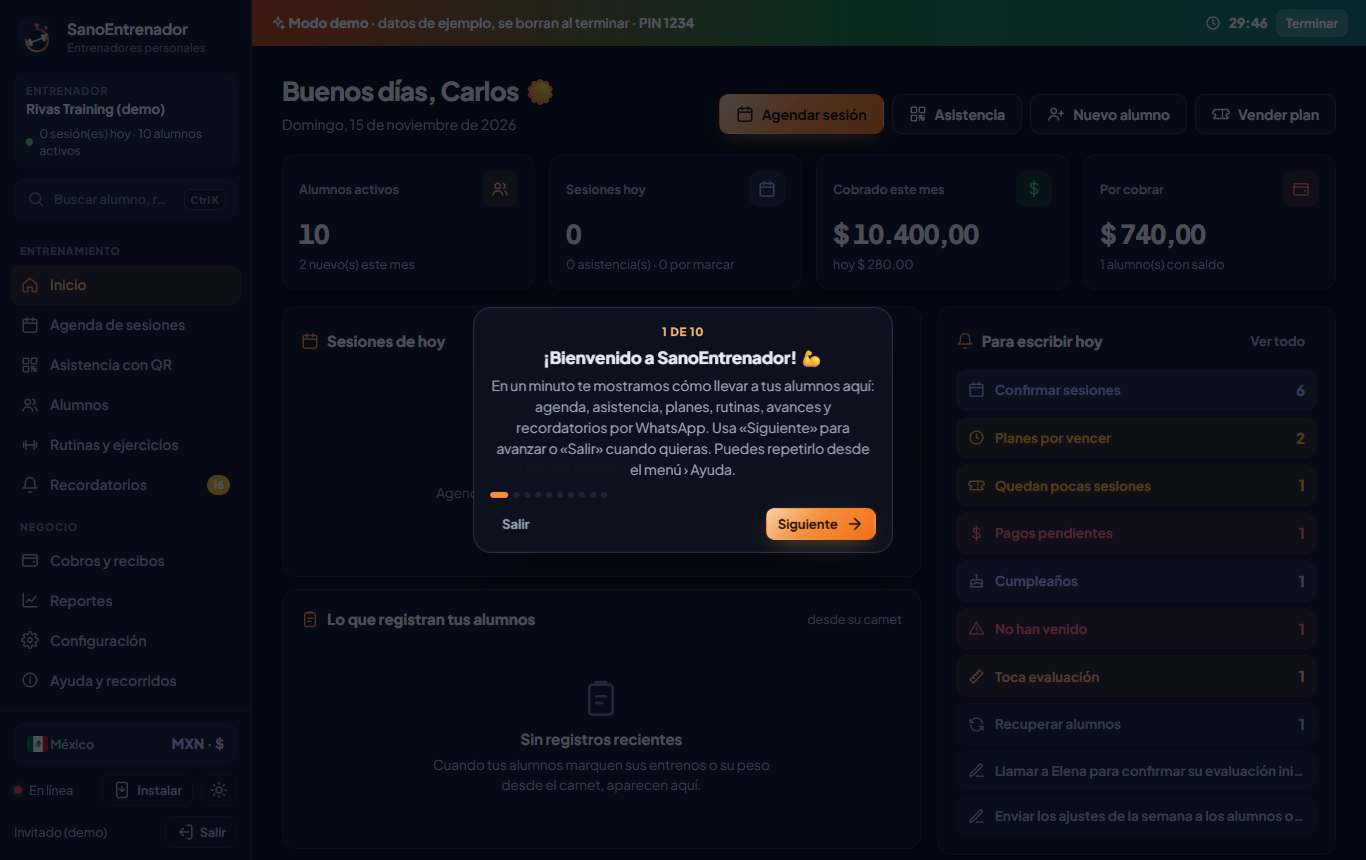 SanoEntrenador
Entrenadores personales
ENTRENADOR
Rivas Training (demo)
0 sesión(es) hoy · 10 alumnos
activos
Buscar alumno, r...
Ctrl K
ENTRENAMIENTO
Inicio
Agenda de sesiones
Asistencia con QR
Alumnos
Rutinas y ejercicios
Recordatorios
16
NEGOCIO
Cobros y recibos
Reportes
Configuración
Ayuda y recorridos
México
MXN · $
En línea
Instalar
Invitado (demo)
Salir
Modo demo · datos de ejemplo, se borran al terminar · PIN 1234
29:46
Terminar
Buenos días, Carlos
Domingo, 15 de noviembre de 2026
Agendar sesión
Asistencia
Nuevo alumno
Vender plan
Alumnos activos
10
2 nuevo(s) este mes
Sesiones hoy
0
0 asistencia(s) · 0 por marcar
Cobrado este mes
$ 10.400,00
hoy $ 280,00
Por cobrar
$ 740,00
1 alumno(s) con saldo
Sesiones de hoy
Agend
1 DE 10
¡Bienvenido a SanoEntrenador! 💪
En un minuto te mostramos cómo llevar a tus alumnos aquí:
agenda, asistencia, planes, rutinas, avances y
recordatorios por WhatsApp. Usa «Siguiente» para
avanzar o «Salir» cuando quieras. Puedes repetirlo desde
el menú › Ayuda.
Salir
Siguiente
Lo que registran tus alumnos
desde su carnet
Sin registros recientes
Cuando tus alumnos marquen sus entrenos o su peso
desde el carnet, aparecen aquí.
Para escribir hoy
Ver todo
Confirmar sesiones
6
Planes por vencer
2
Quedan pocas sesiones
1
Pagos pendientes
1
Cumpleaños
1
No han venido
1
Toca evaluación
1
Recuperar alumnos
1
Llamar a Elena para confirmar su evaluación ini...
Enviar los ajustes de la semana a los alumnos o...